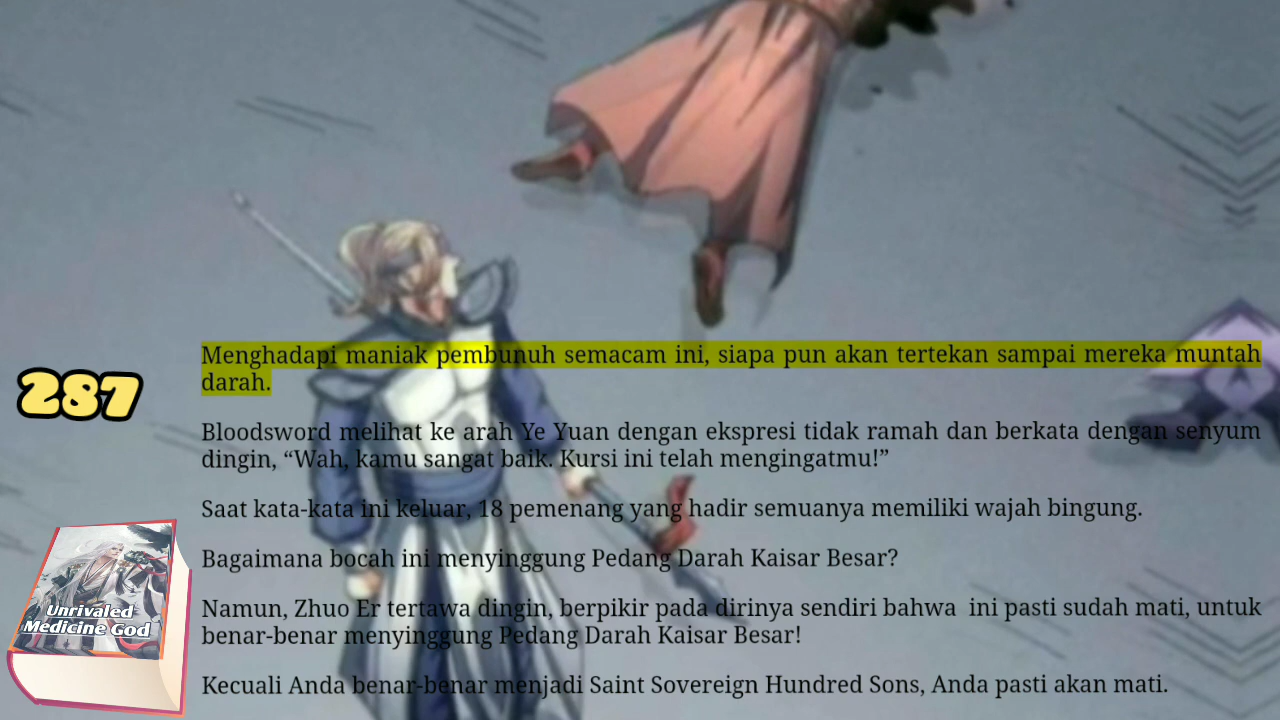 Menghadapi maniak pembunuh semacam ini, siapa pun akan tertekan sampai mereka muntah
darah.
287
Bloodsword melihat ke arah Ye Yuan dengan ekspresi tidak ramah dan berkata dengan senyum
dingin, “Wah, kamu sangat baik. Kursi ini telah mengingatmu!”
Saat kata-kata ini keluar, 18 pemenang yang hadir semuanya memiliki wajah bingung.
Bagaimana bocah ini menyinggung Pedang Darah Kaisar Besar?
Namun, Zhuo Er tertawa dingin, berpikir pada dirinya sendiri bahwa  ini pasti sudah mati, untuk
benar-benar menyinggung Pedang Darah Kaisar Besar!
Kecuali Anda benar-benar menjadi Saint Sovereign Hundred Sons, Anda pasti akan mati.
Unrivaled
Medicine God